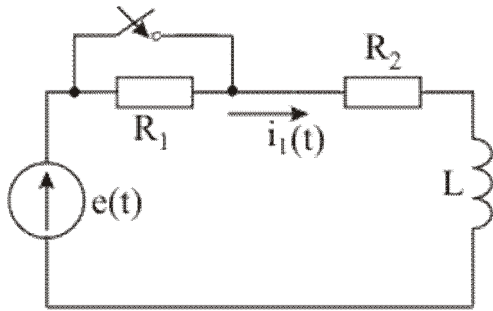 R₂
R₁
i₁(t)
e(t)
L